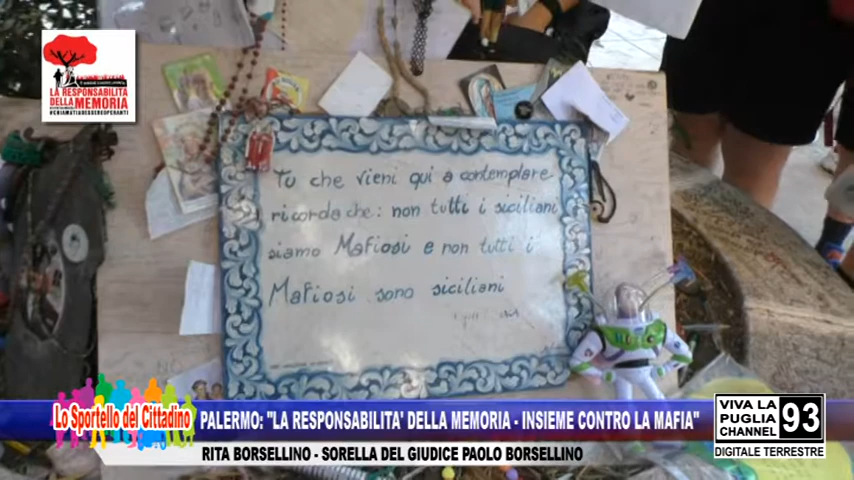 LA RESPONSABILITA
DELLA MEMORIA
#CHIAMATIADESSEREOPERANTI
Tu che vieni qui a contemplare
ricorda che: non tutti i siciliani
siamo Mafiosi e non tutti i
Mafiosi sono siciliani
Lo Sportello del Cittadino
PALERMO: "LA RESPONSABILITA' DELLA MEMORIA - INSIEME CONTRO LA MAFIA"
RITA BORSELLINO - SORELLA DEL GIUDICE PAOLO BORSELLINO
VIVA LA
PUGLIA
CHANNEL
93
DIGITALE TERRESTRE